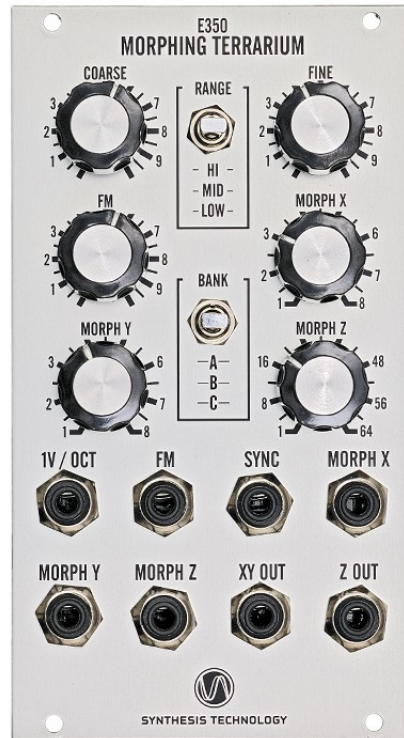 E350
MORPHING TERRARIUM
COARSE
RANGE
FINE
3 7
2 8
1 9
3 7
2 8
1 9
- HI -
- MID -
- LOW -
FM
MORPH X
3 7
2 8
1 9
3 6
2 7
1 8
BANK
- A -
- B -
- C -
MORPH Y
MORPH Z
3 6
2 7
1 8
16 48
8 56
1 64
1V / OCT FM SYNC MORPH X
MORPH Y MORPH Z XY OUT Z OUT
SYNTHESIS TECHNOLOGY